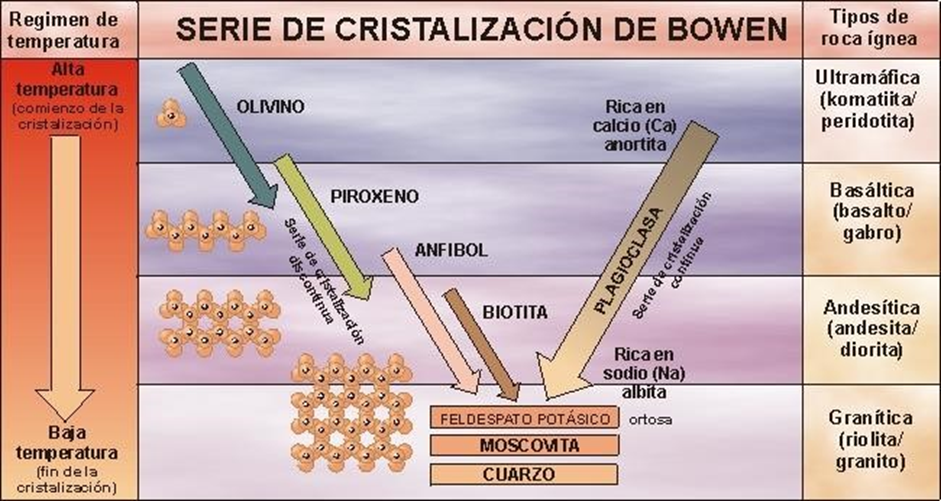 Regimen de
temperatura
SERIE DE CRISTALIZACIÓN DE BOWEN
Tipos de
roca ígnea
Alta
temperatura
(comienzo de la
cristalización)
OLIVINO
Rica en
calcio (Ca)
anortita
Ultramáfica
(komatiita/
peridotita)
PIROXENO
Serie de cristalización
discontinua
ANFIBOL
PLAGIOCLASA
Serie de cristalización
continua
Basáltica
(basalto/
gabro)
BIOTITA
Andesítica
(andesita/
diorita)
Rica en
sodio (Na)
albita
FELDESPATO POTÁSICO
ortosa
MOSCOVITA
CUARZO
Granítica
(riolita/
granito)
Baja
temperatura
(fin de la
cristalización)